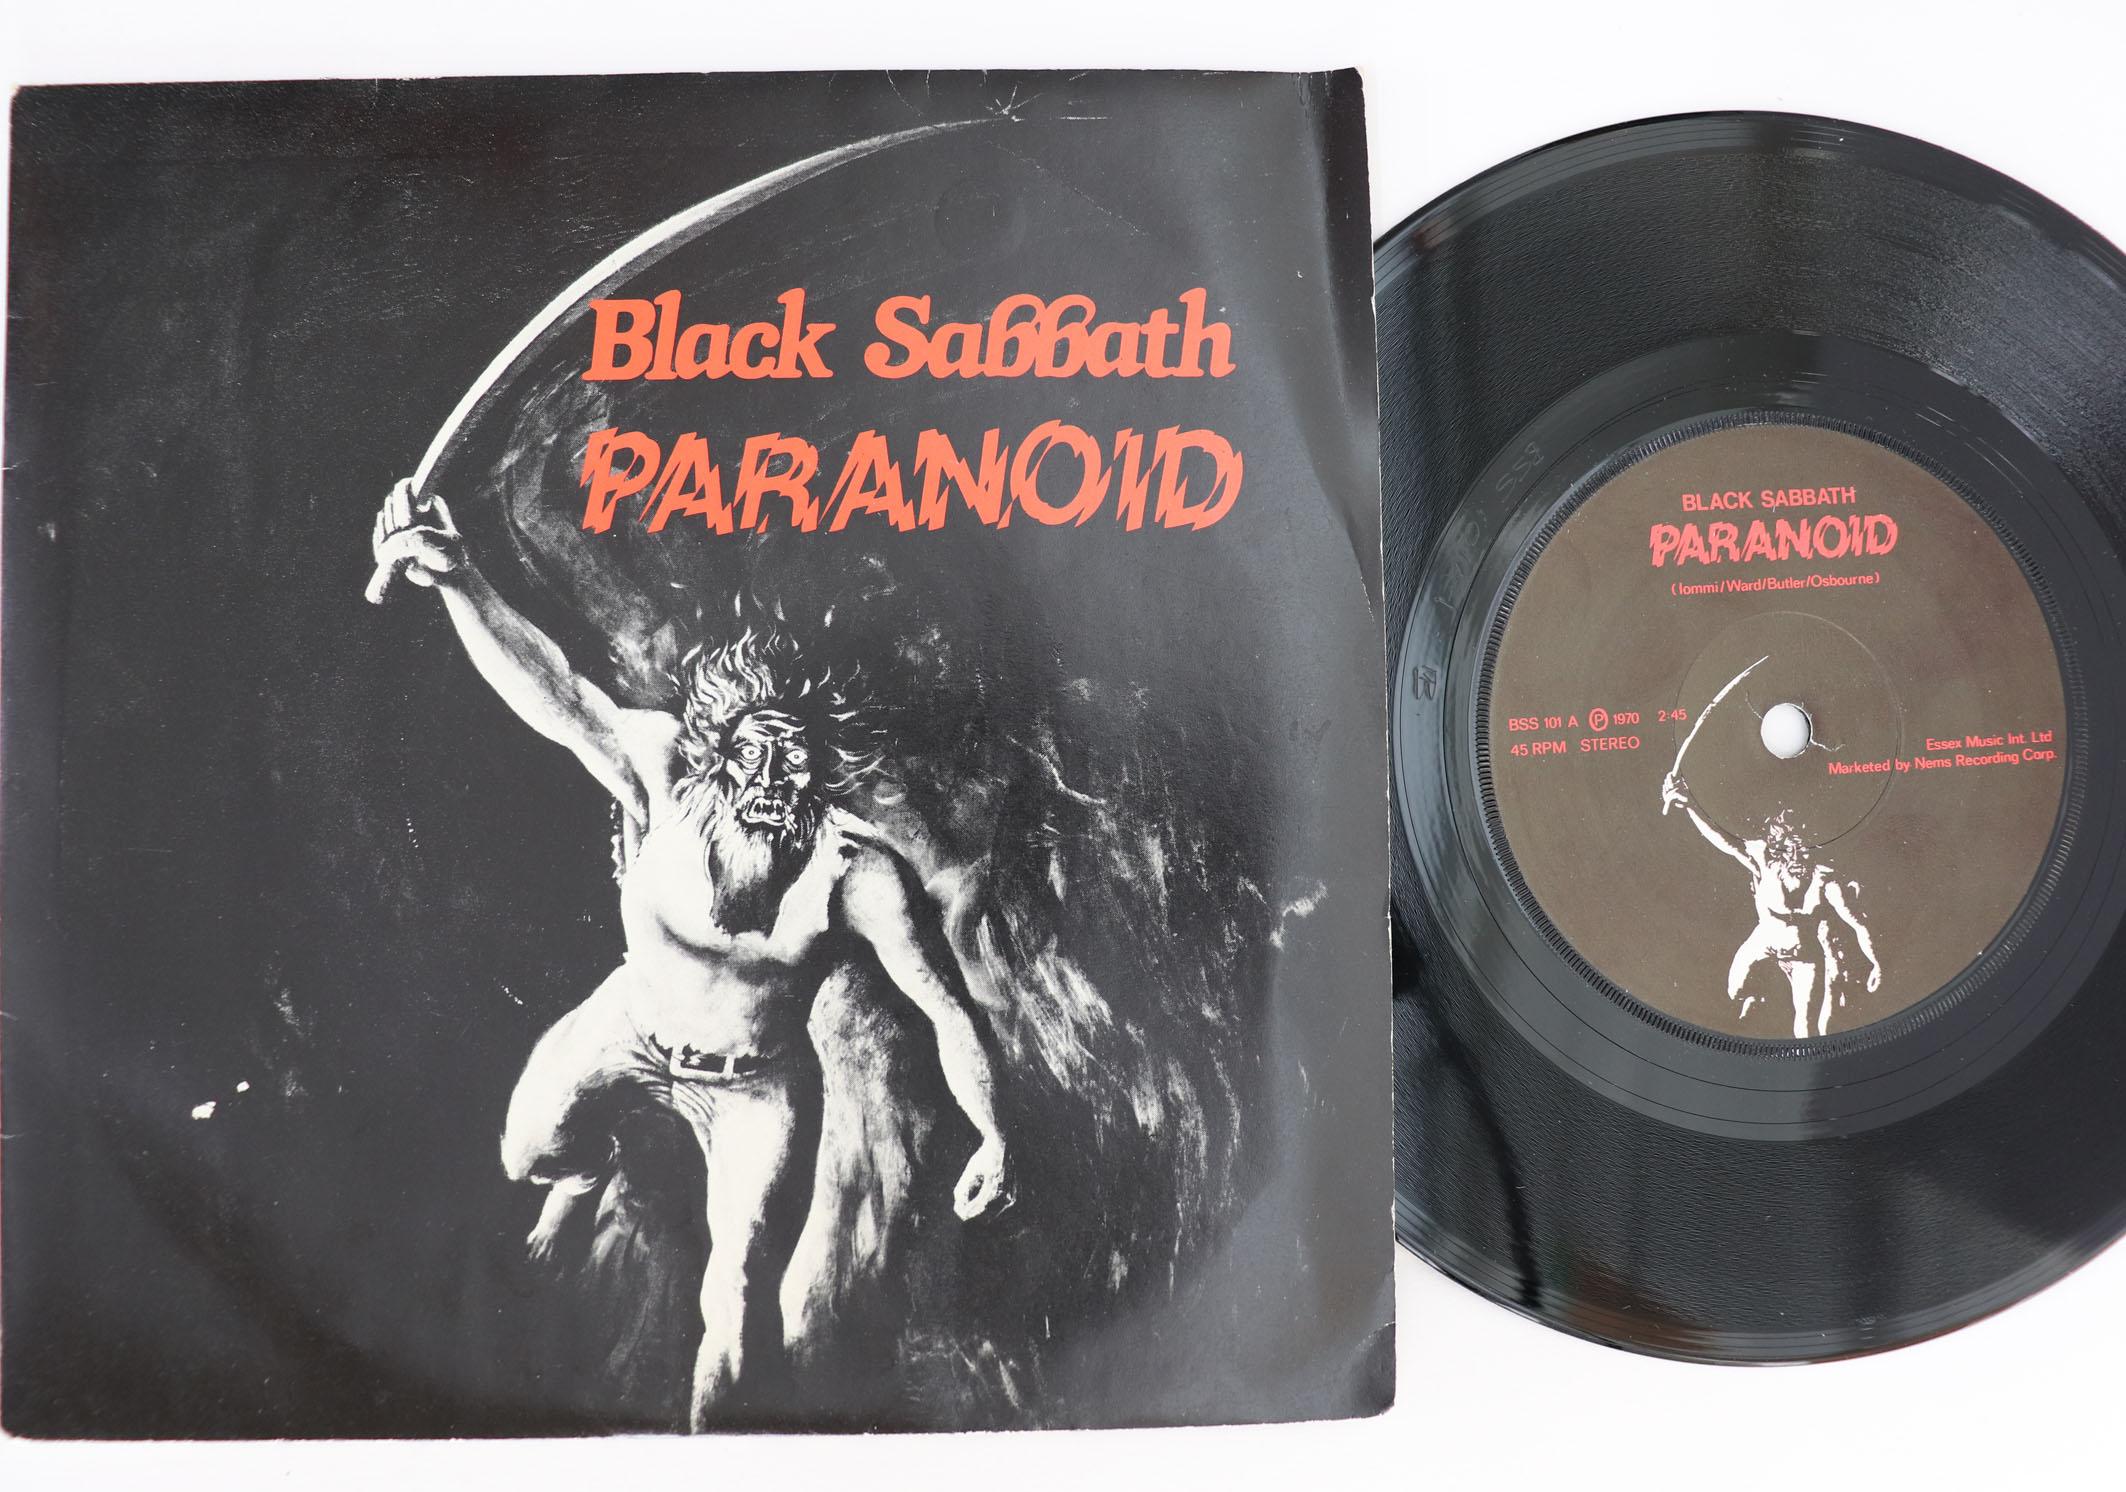 Black Sabbath
PARANOID
BLACK SABBATH
PARANOID
(Iommi/Ward/Butler/Osbourne)
BSS 101 A Ⓟ 1970 2:45
45 RPM STEREO
Essex Music Int. Ltd
Marketed by Nems Recording Corp.